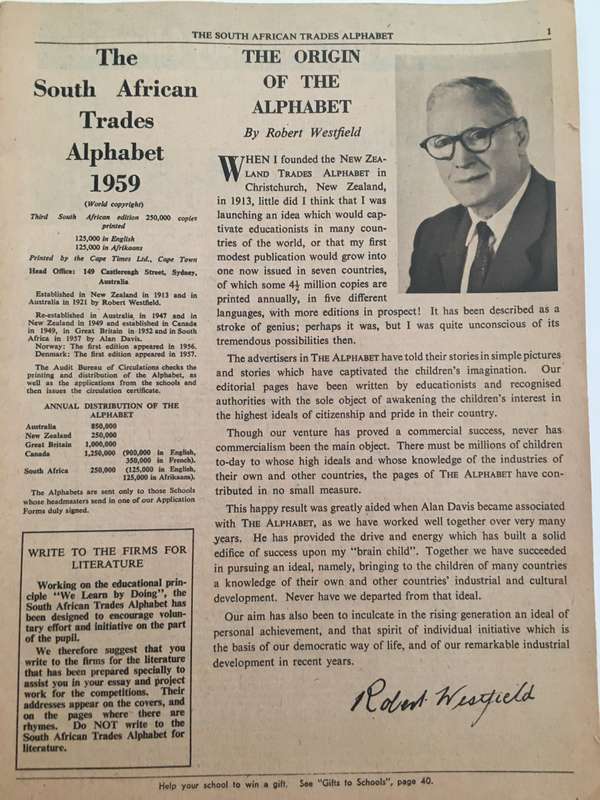 THE SOUTH AFRICAN TRADES ALPHABET
1
The
South African
Trades
Alphabet
1959
(World copyright)
Third South African edition 250,000 copies
printed
125,000 in English
125,000 in Afrikaans
Printed by the Cape Times Ltd., Cape Town
Head Office: 149 Castlereagh Street, Sydney,
Australia
Established in New Zealand in 1913 and in
Australia in 1921 by Robert Westfield.
Re-established in Australia in 1947 and in
New Zealand in 1949 and established in Canada
in 1949, in Great Britain in 1952 and in South
Africa in 1957 by Alan Davis.
Norway: The first edition appeared in 1956.
Denmark: The first edition appeared in 1957.
The Audit Bureau of Circulations checks the
printing and distribution of the Alphabet, as
well as the applications from the schools and
then issues the circulation certificate.
ANNUAL DISTRIBUTION OF THE
ALPHABET
Australia 850,000
New Zealand 250,000
Great Britain 1,000,000
Canada 1,250,000 (900,000 in English,
350,000 in French).
South Africa 250,000 (125,000 in English,
125,000 in Afrikaans).
The Alphabets are sent only to those Schools
whose headmasters send in one of our Application
Forms duly signed.
WRITE TO THE FIRMS FOR
LITERATURE
Working on the educational prin-
ciple "We Learn by Doing", the
South African Trades Alphabet has
been designed to encourage volun-
tary effort and initiative on the part
of the pupil.
We therefore suggest that you
write to the firms for the literature
that has been prepared specially to
assist you in your essay and project
work for the competitions. Their
addresses appear on the covers, and
on the pages where there are
rhymes. Do NOT write to the
South African Trades Alphabet for
literature.
THE ORIGIN
OF THE
ALPHABET
By Robert Westfield
WHEN I founded the NEW ZEA-
LAND TRADES ALPHABET in
Christchurch, New Zealand,
in 1913, little did I think that I was
launching an idea which would cap-
tivate educationists in many coun-
tries of the world, or that my first
modest publication would grow into
one now issued in seven countries,
of which some 4½ million copies are
printed annually, in five different
languages, with more editions in prospect! It has been described as a
stroke of genius; perhaps it was, but I was quite unconscious of its
tremendous possibilities then.
The advertisers in THE ALPHABET have told their stories in simple pictures
and stories which have captivated the children's imagination. Our
editorial pages have been written by educationists and recognised
authorities with the sole object of awakening the children's interest in
the highest ideals of citizenship and pride in their country.
Though our venture has proved a commercial success, never has
commercialism been the main object. There must be millions of children
to-day to whose high ideals and whose knowledge of the industries of
their own and other countries, the pages of THE ALPHABET have con-
tributed in no small measure.
This happy result was greatly aided when Alan Davis became associated
with THE ALPHABET, as we have worked well together over very many
years. He has provided the drive and energy which has built a solid
edifice of success upon my "brain child". Together we have succeeded
in pursuing an ideal, namely, bringing to the children of many countries
a knowledge of their own and other countries' industrial and cultural
development. Never have we departed from that ideal.
Our aim has also been to inculcate in the rising generation an ideal of
personal achievement, and that spirit of individual initiative which is
the basis of our democratic way of life, and of our remarkable industrial
development in recent years.
Robert Westfield
Help your school to win a gift. See "Gifts to Schools", page 40.